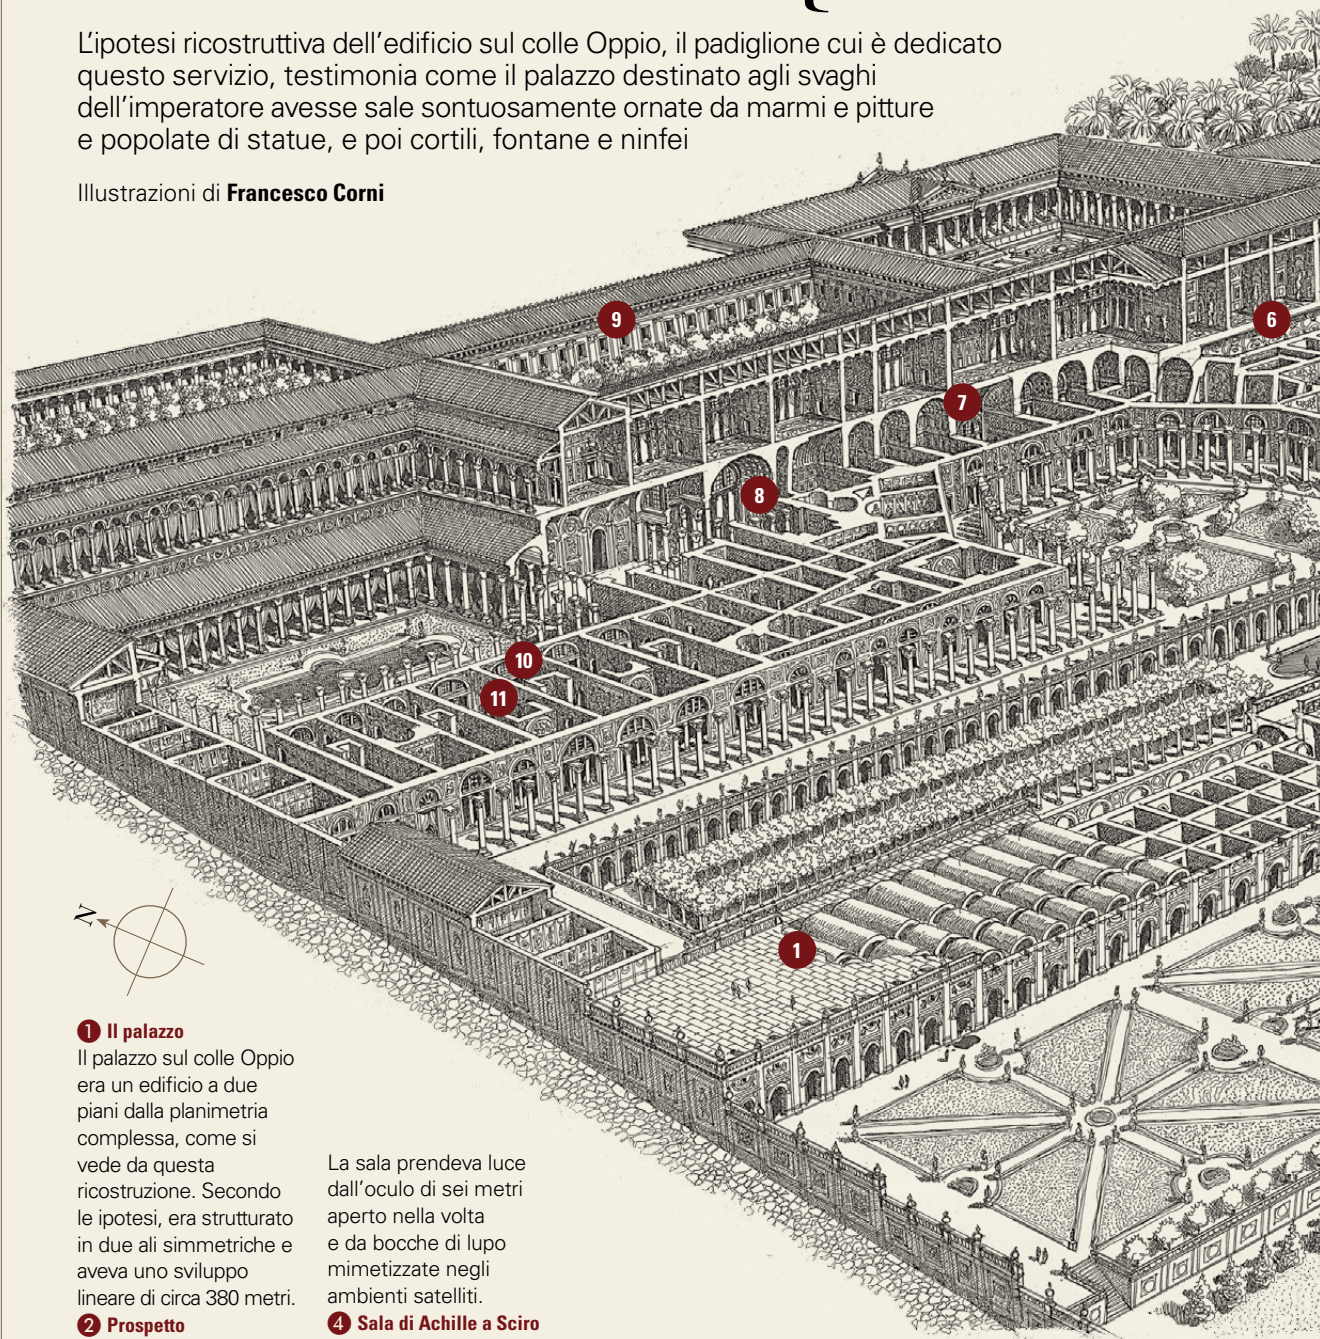 L'ipotesi ricostruttiva dell'edificio sul colle Oppio, il padiglione cui è dedicato
questo servizio, testimonia come il palazzo destinato agli svaghi
dell'imperatore avesse sale sontuosamente ornate da marmi e pitture
e popolate di statue, e poi cortili, fontane e ninfei
Illustrazioni di Francesco Corni
9
6
7
8
10
11
1
N
1 Il palazzo
Il palazzo sul colle Oppio
era un edificio a due
piani dalla planimetria
complessa, come si
vede da questa
ricostruzione. Secondo
le ipotesi, era strutturato
in due ali simmetriche e
aveva uno sviluppo
lineare di circa 380 metri.
2 Prospetto
La sala prendeva luce
dall'oculo di sei metri
aperto nella volta
e da bocche di lupo
mimetizzate negli
ambienti satelliti.
4 Sala di Achille a Sciro